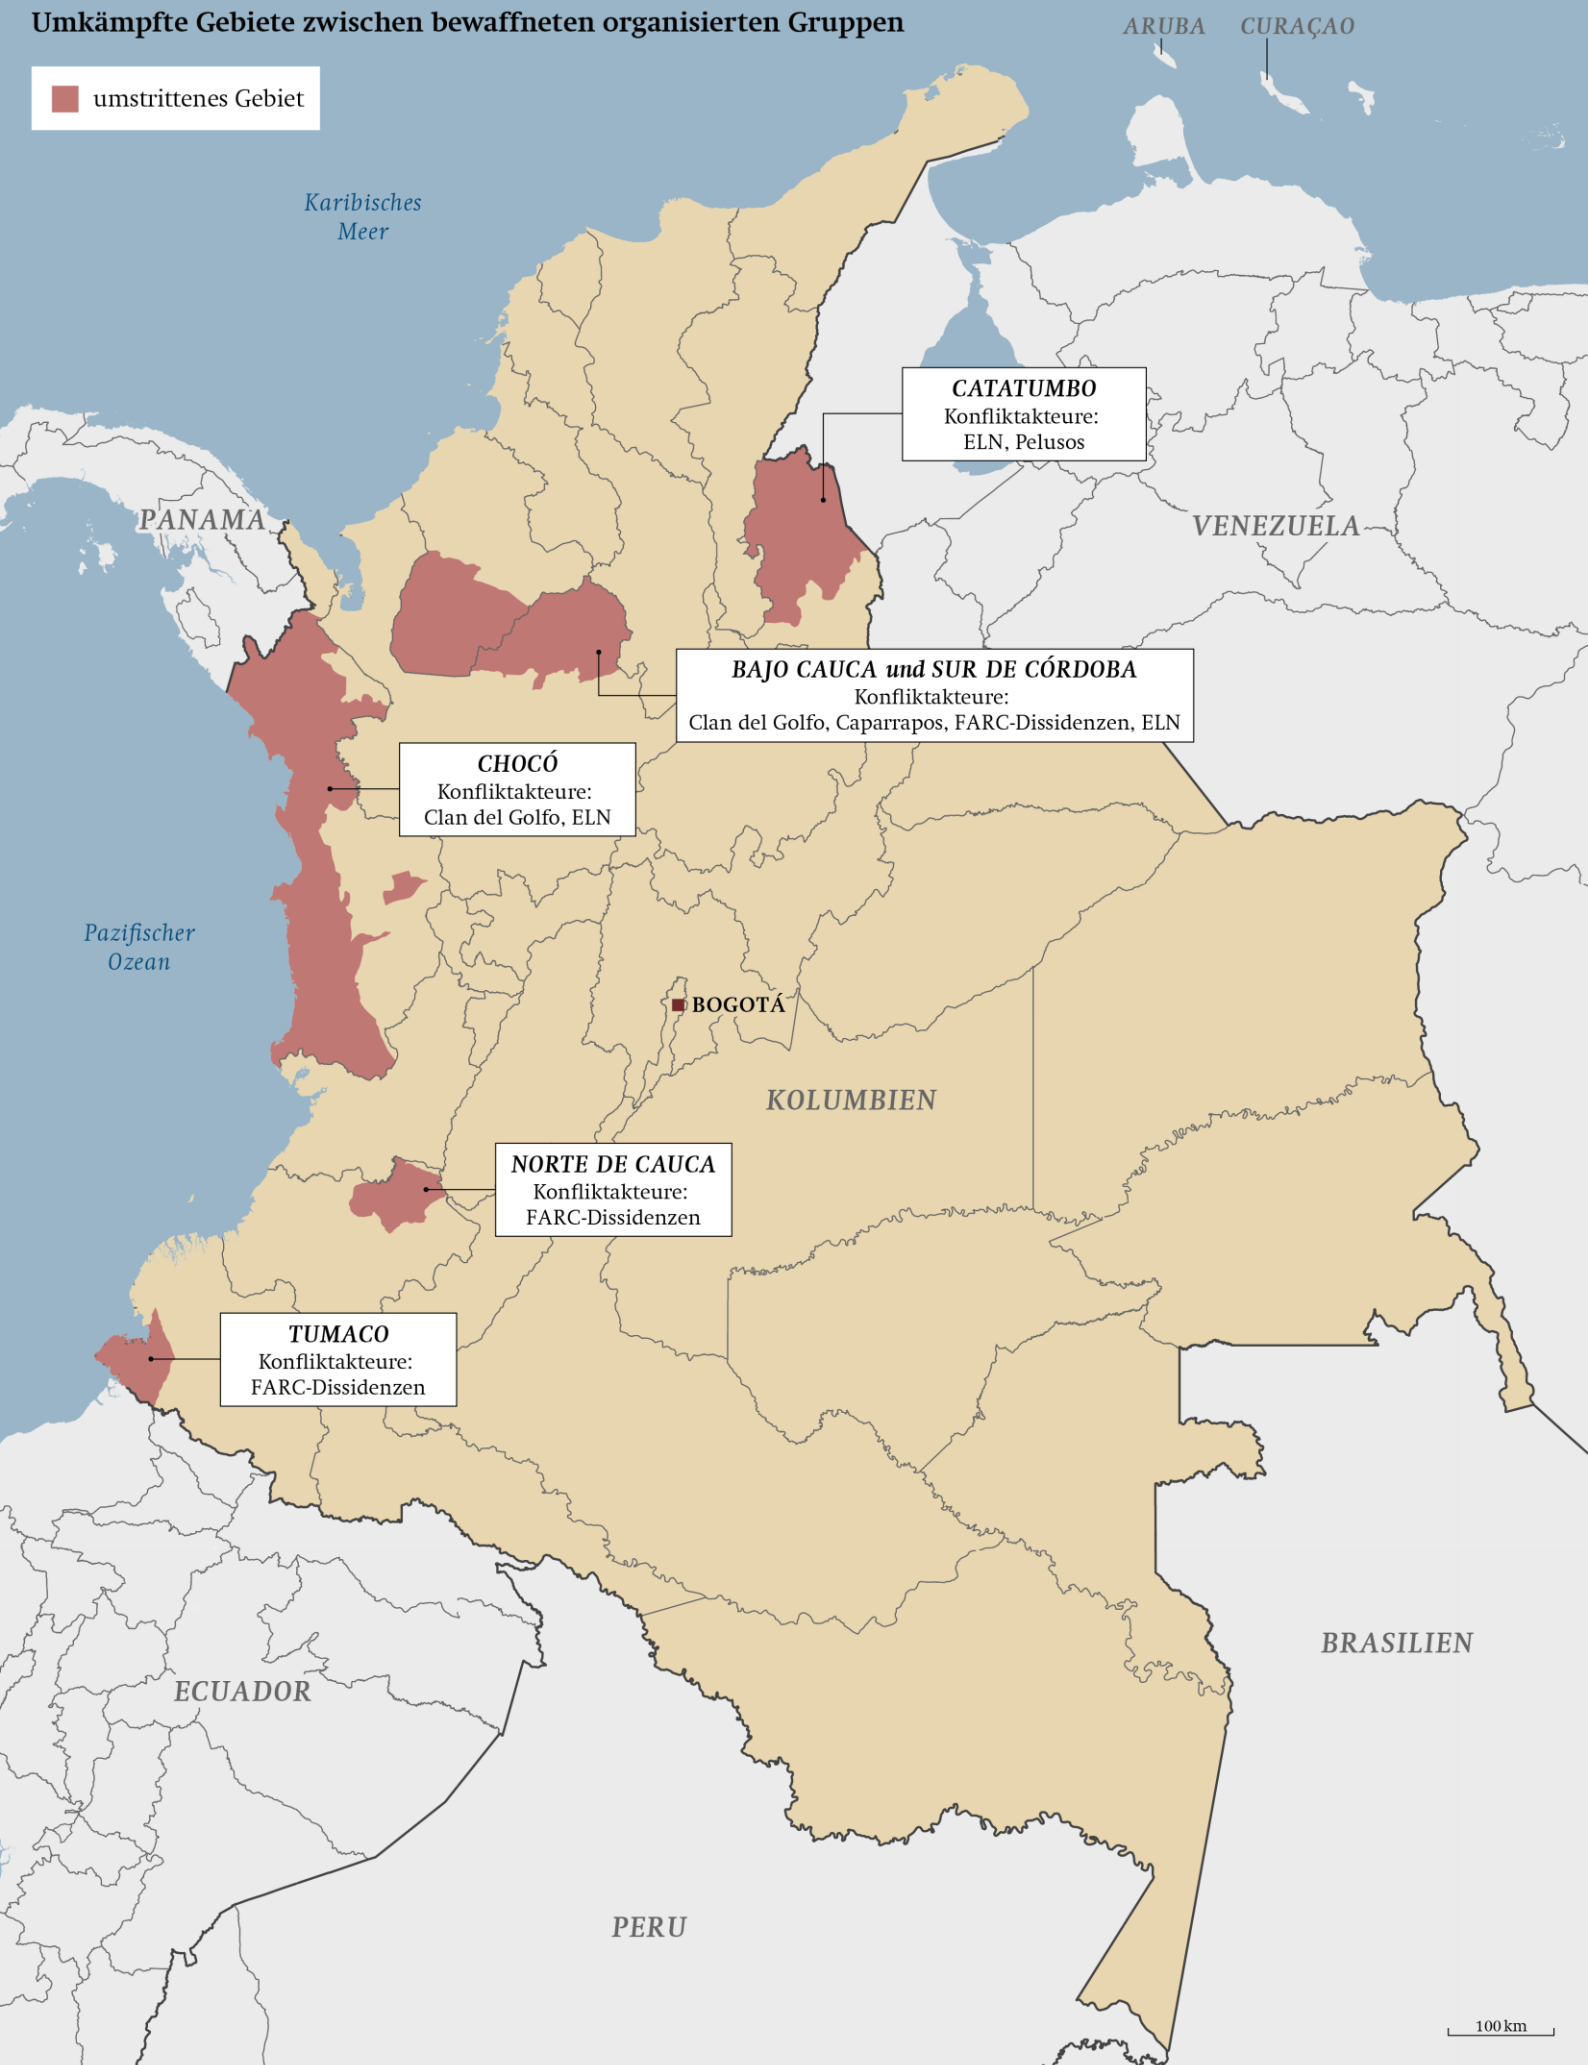 Umkämpfte Gebiete zwischen bewaffneten organisierten Gruppen
umstrittenes Gebiet
ARUBA
CURAÇAO
Karibisches
Meer
CATATUMBO
Konfliktakteure:
ELN, Pelusos
PANAMA
VENEZUELA
BAJO CAUCA und SUR DE CÓRDOBA
Konfliktakteure:
Clan del Golfo, Caparrapos, FARC-Dissidenzen, ELN
CHOCÓ
Konfliktakteure:
Clan del Golfo, ELN
Pazifischer
Ozean
BOGOTÁ
KOLUMBIEN
NORTE DE CAUCA
Konfliktakteure:
FARC-Dissidenzen
TUMACO
Konfliktakteure:
FARC-Dissidenzen
BRASILIEN
ECUADOR
PERU
100 km